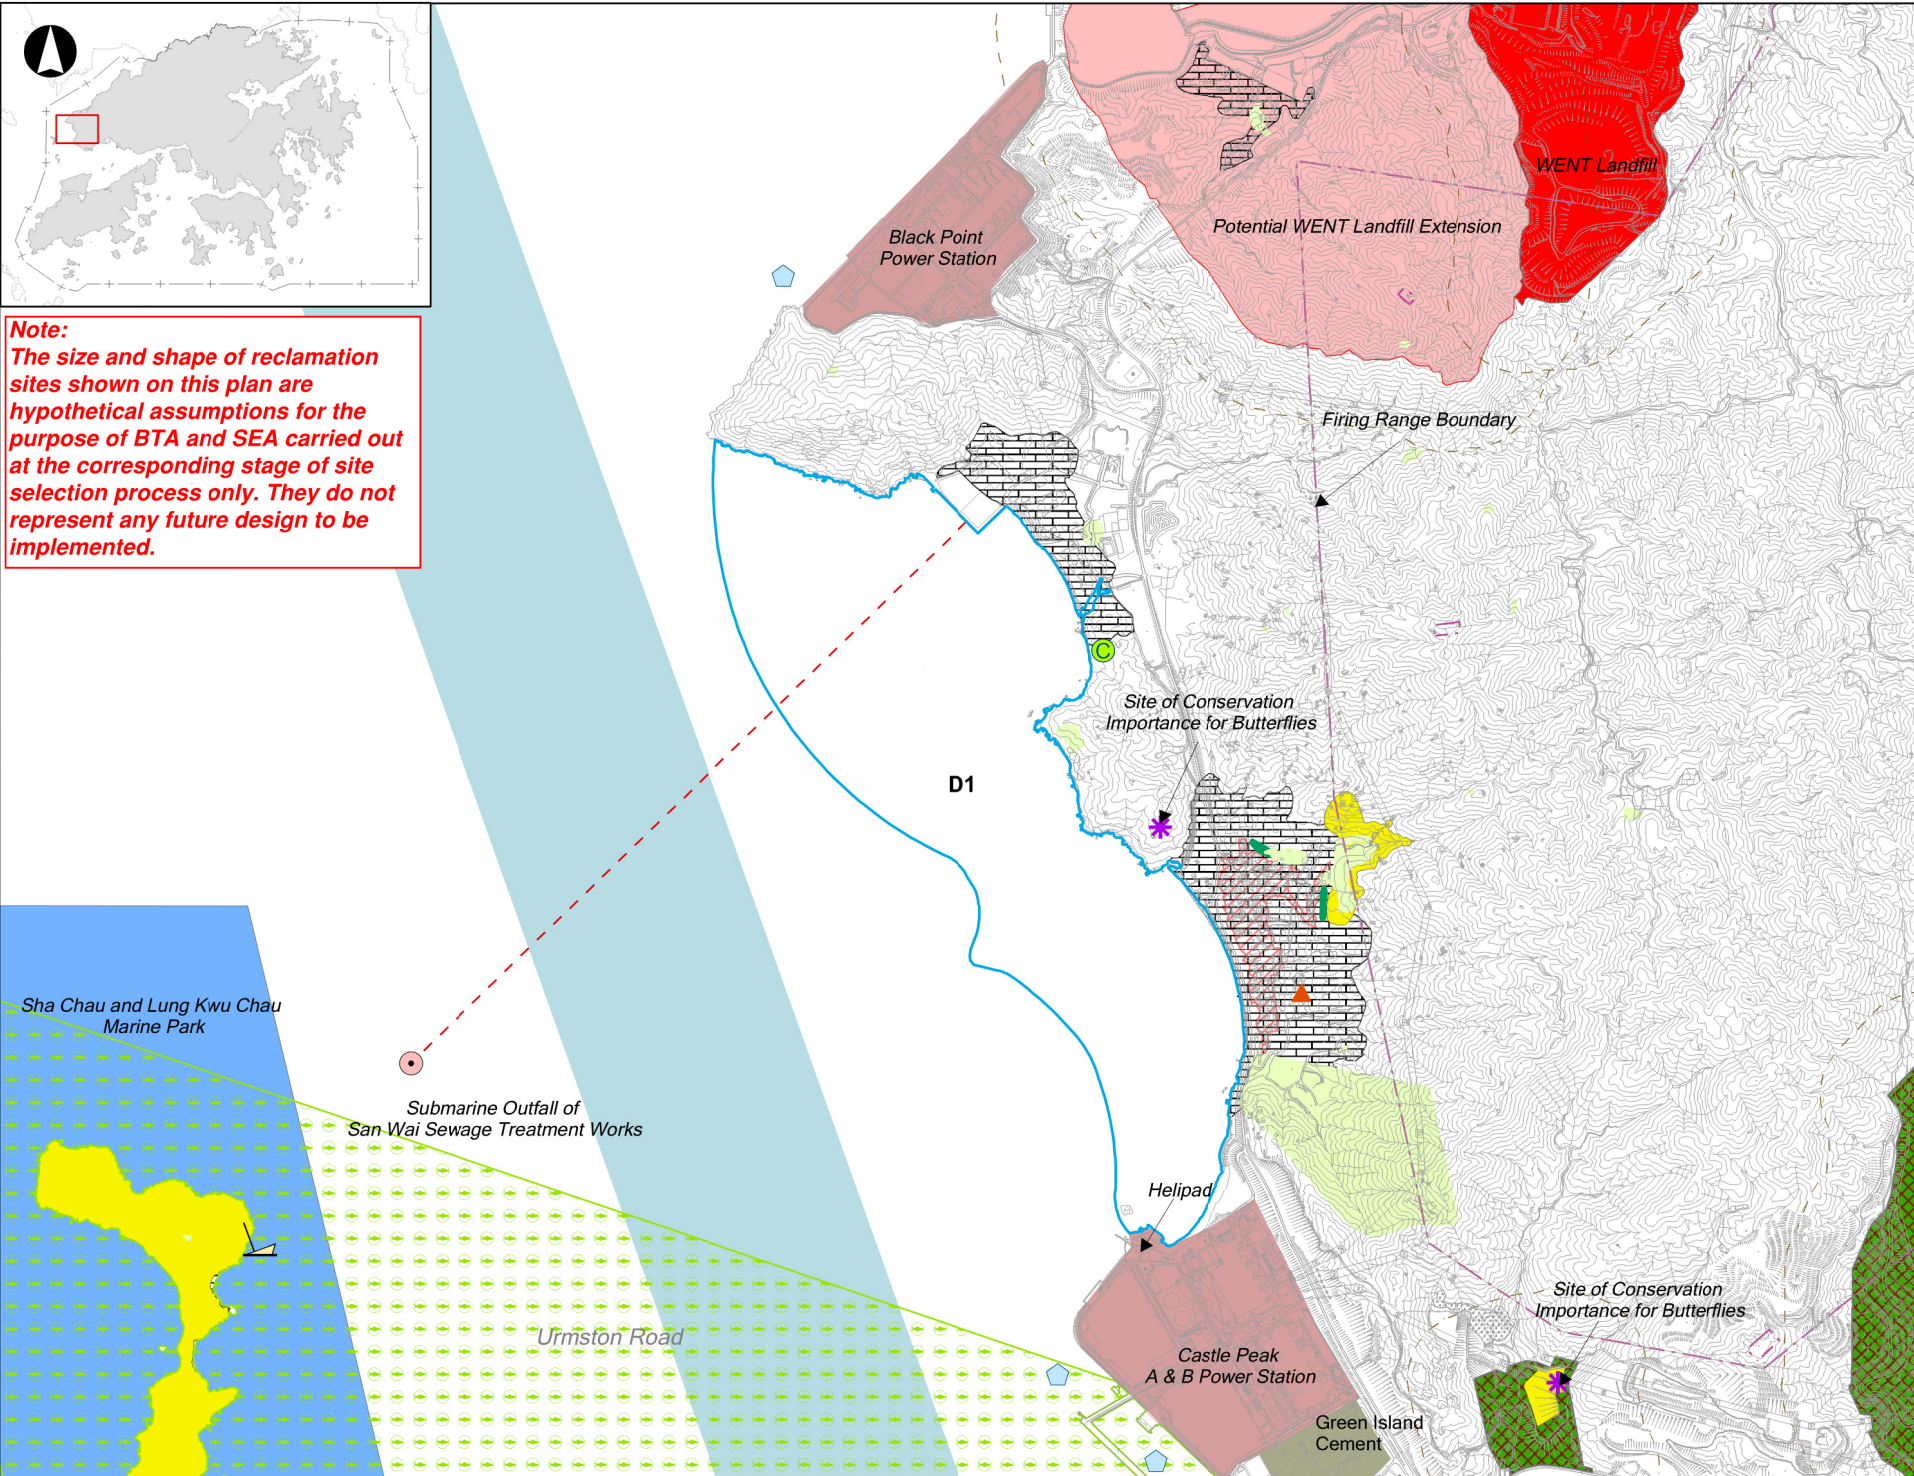 Note:
The size and shape of reclamation
sites shown on this plan are
hypothetical assumptions for the
purpose of BTA and SEA carried out
at the corresponding stage of site
selection process only. They do not
represent any future design to be
implemented.
WENT Landfill
Potential WENT Landfill Extension
Black Point
Power Station
Firing Range Boundary
C
Site of Conservation
Importance for Butterflies
D1
Sha Chau and Lung Kwu Chau
Marine Park
Submarine Outfall of
San Wai Sewage Treatment Works
Helipad
Urmston Road
Site of Conservation
Importance for Butterflies
Castle Peak
A & B Power Station
Green Island
Cement